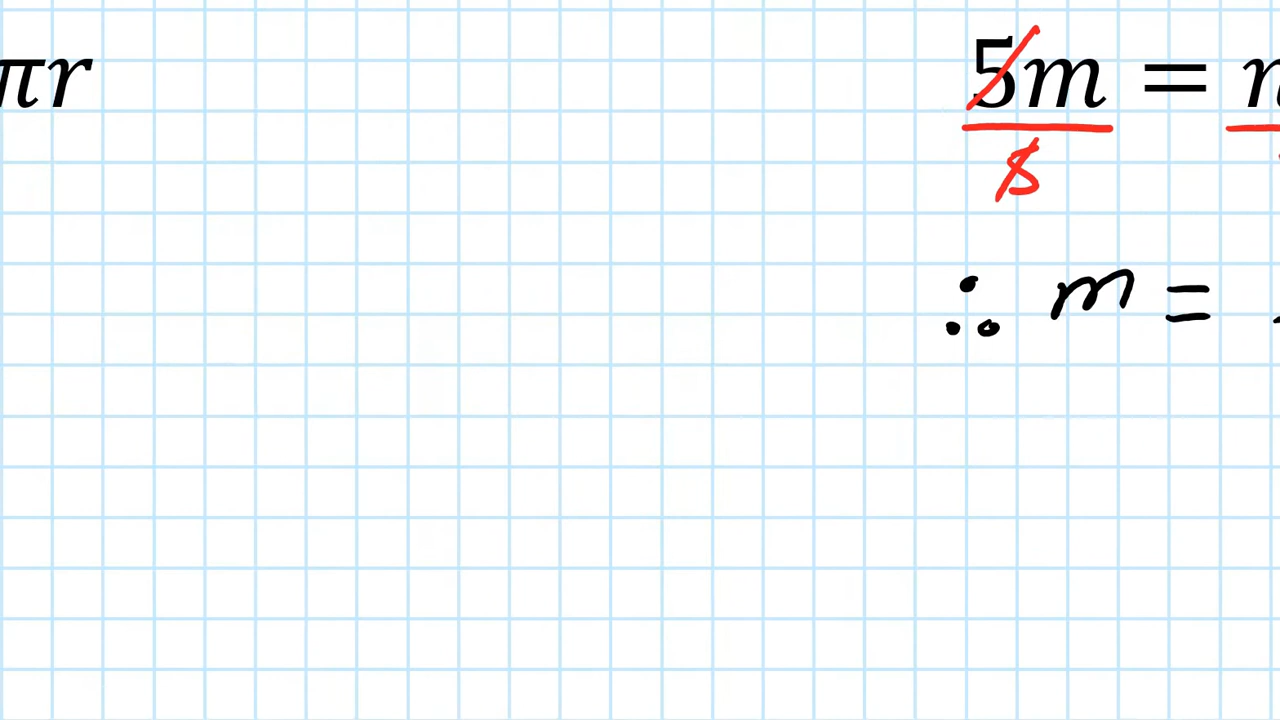 πr
5m = n
5
∴ m =